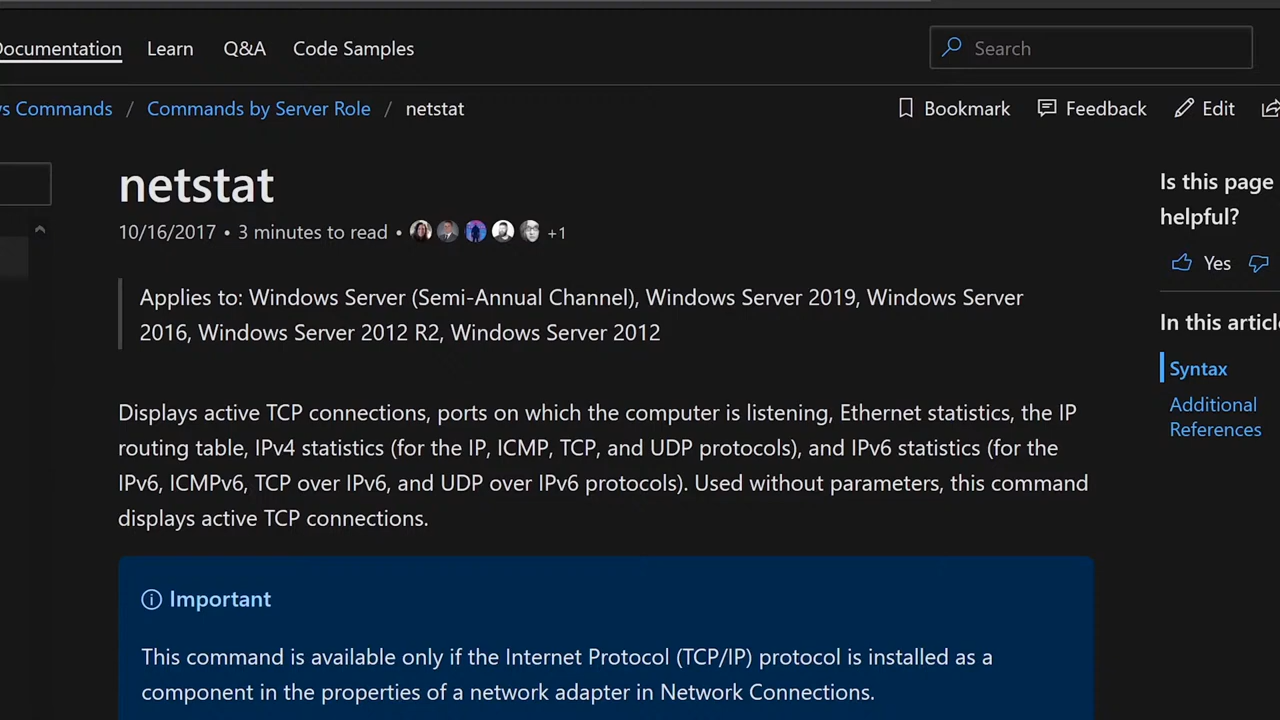 Documentation Learn Q&A Code Samples Search
Commands / Commands by Server Role / netstat Bookmark Feedback Edit
netstat
10/16/2017 • 3 minutes to read • +1
Is this page
helpful?
Yes
Applies to: Windows Server (Semi-Annual Channel), Windows Server 2019, Windows Server
2016, Windows Server 2012 R2, Windows Server 2012
In this article
Syntax
Additional
References
Displays active TCP connections, ports on which the computer is listening, Ethernet statistics, the IP
routing table, IPv4 statistics (for the IP, ICMP, TCP, and UDP protocols), and IPv6 statistics (for the
IPv6, ICMPv6, TCP over IPv6, and UDP over IPv6 protocols). Used without parameters, this command
displays active TCP connections.
Important
This command is available only if the Internet Protocol (TCP/IP) protocol is installed as a
component in the properties of a network adapter in Network Connections.